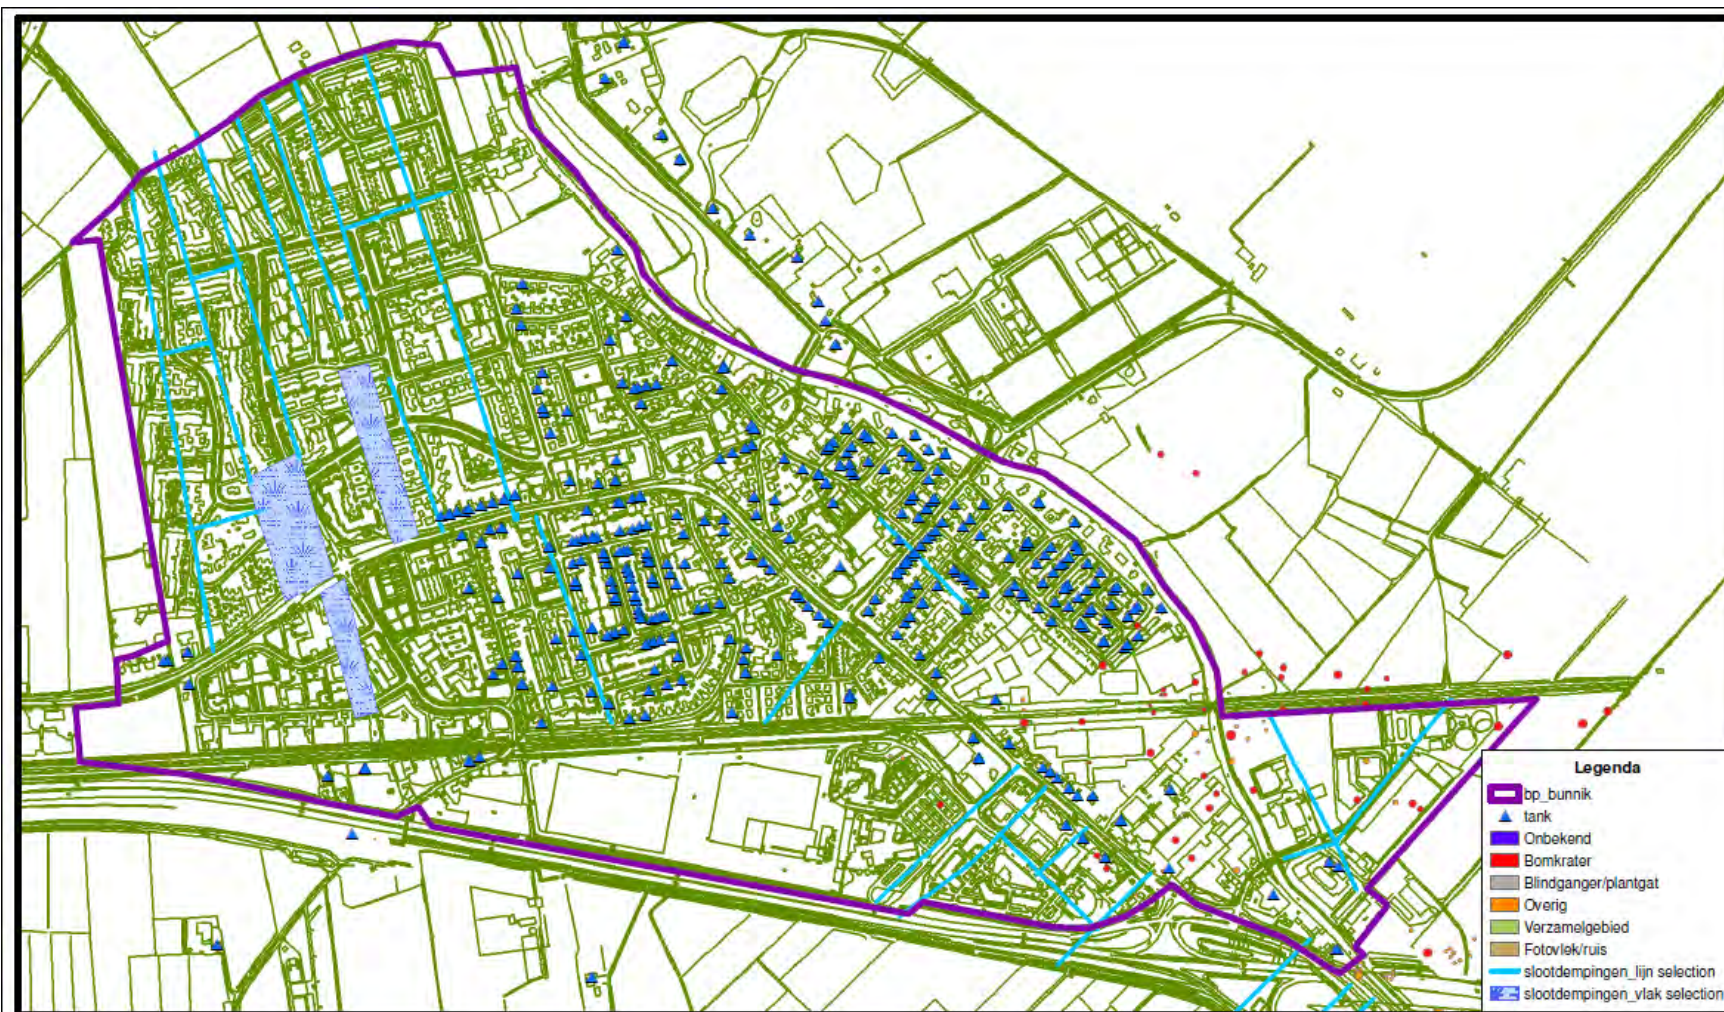 Legenda
bp_bunnik
tank
Onbekend
Bomkrater
Blindganger/plantgat
Overig
Verzamelgebied
Fotovlek/ruis
slootdempingen_lijn selection
slootdempingen_vlak selection